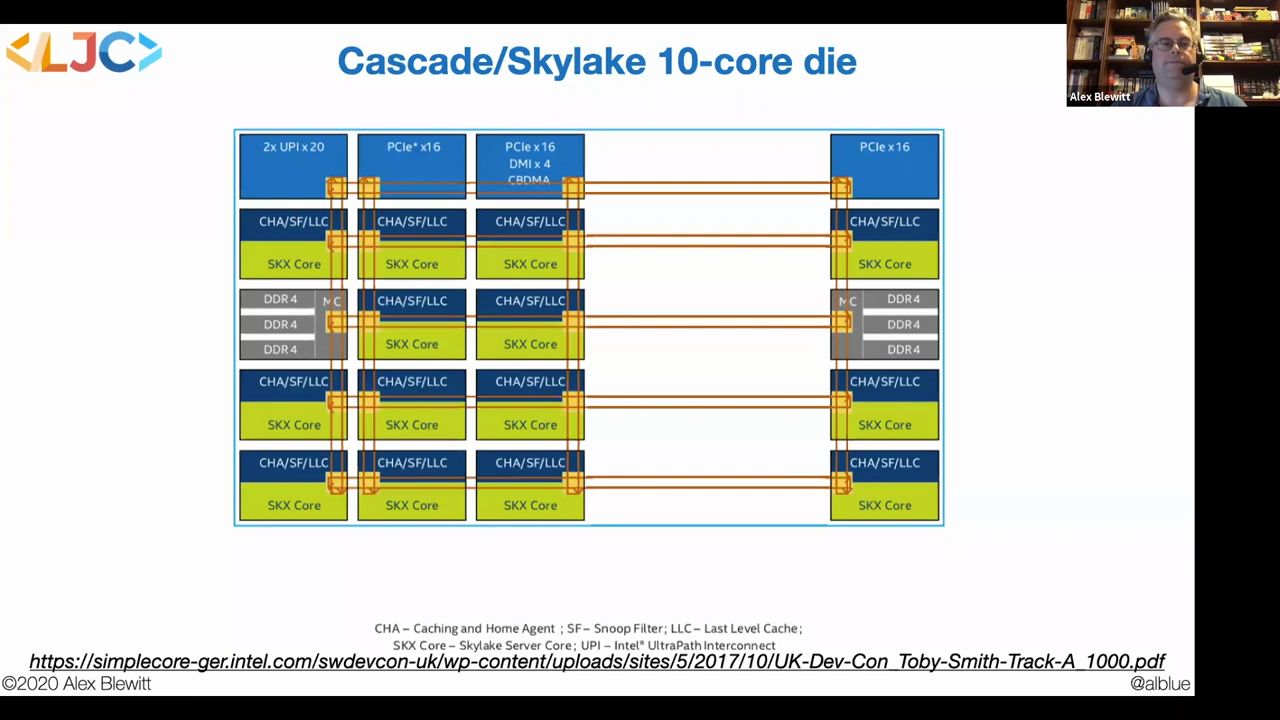 <LJC>
Cascade/Skylake 10-core die
Alex Blewitt
2x UPI x 20
PCIe* x16
PCIe x 16
DMI x 4
CBDMA
PCIe x 16
CHA/SF/LLC
CHA/SF/LLC
CHA/SF/LLC
CHA/SF/LLC
SKX Core
SKX Core
SKX Core
SKX Core
DDR 4
MC
DDR 4
DDR 4
CHA/SF/LLC
SKX Core
CHA/SF/LLC
SKX Core
MC
DDR 4
DDR 4
DDR 4
CHA/SF/LLC
CHA/SF/LLC
CHA/SF/LLC
CHA/SF/LLC
SKX Core
SKX Core
SKX Core
SKX Core
CHA/SF/LLC
CHA/SF/LLC
CHA/SF/LLC
CHA/SF/LLC
SKX Core
SKX Core
SKX Core
SKX Core
CHA – Caching and Home Agent ; SF – Snoop Filter; LLC – Last Level Cache;
SKX Core – Skylake Server Core; UPI – Intel® UltraPath Interconnect
https://simplecore-ger.intel.com/swdevcon-uk/wp-content/uploads/sites/5/2017/10/UK-Dev-Con_Toby-Smith-Track-A_1000.pdf
©2020 Alex Blewitt
@alblue